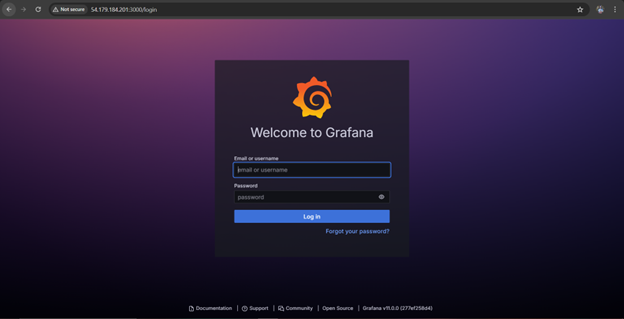 Not secure 54.179.184.201:3000/login
Welcome to Grafana
Email or username
email or username
Password
password
Log in
Forgot your password?
Documentation | Support | Community | Open Source | Grafana v11.0.0 (277ef258d4)